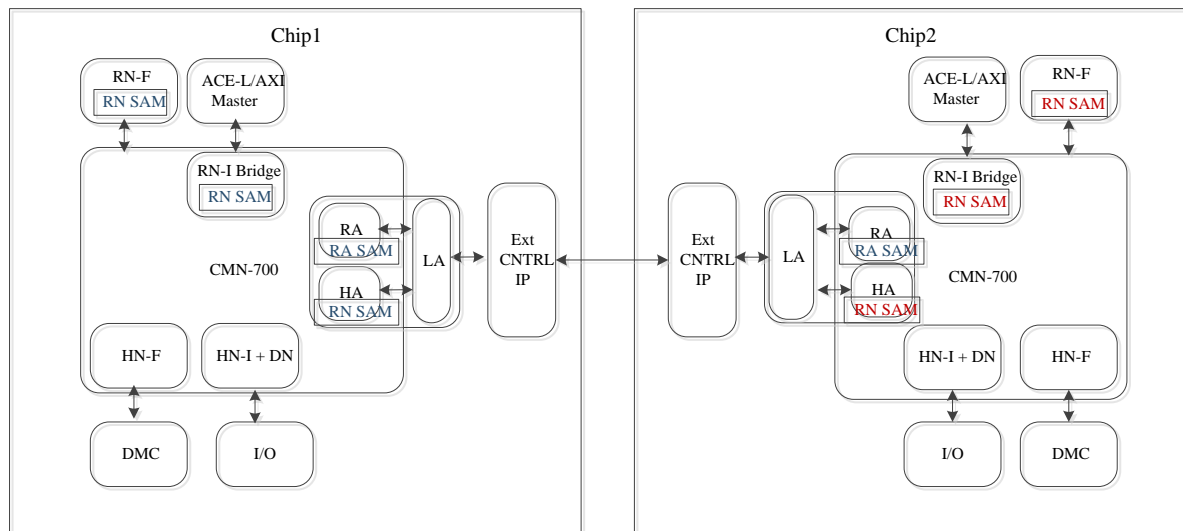 Chip1
RN-F
RN SAM
ACE-L/AXI
Master
RN-I Bridge
RN SAM
CMN-700
RA
RA SAM
HA
RN SAM
LA
Ext
CNTRL
IP
HN-F
HN-I + DN
DMC
I/O
Chip2
ACE-L/AXI
Master
RN-F
RN SAM
RN-I Bridge
RN SAM
Ext
CNTRL
IP
LA
RA
RA SAM
HA
RN SAM
CMN-700
HN-I + DN
HN-F
I/O
DMC